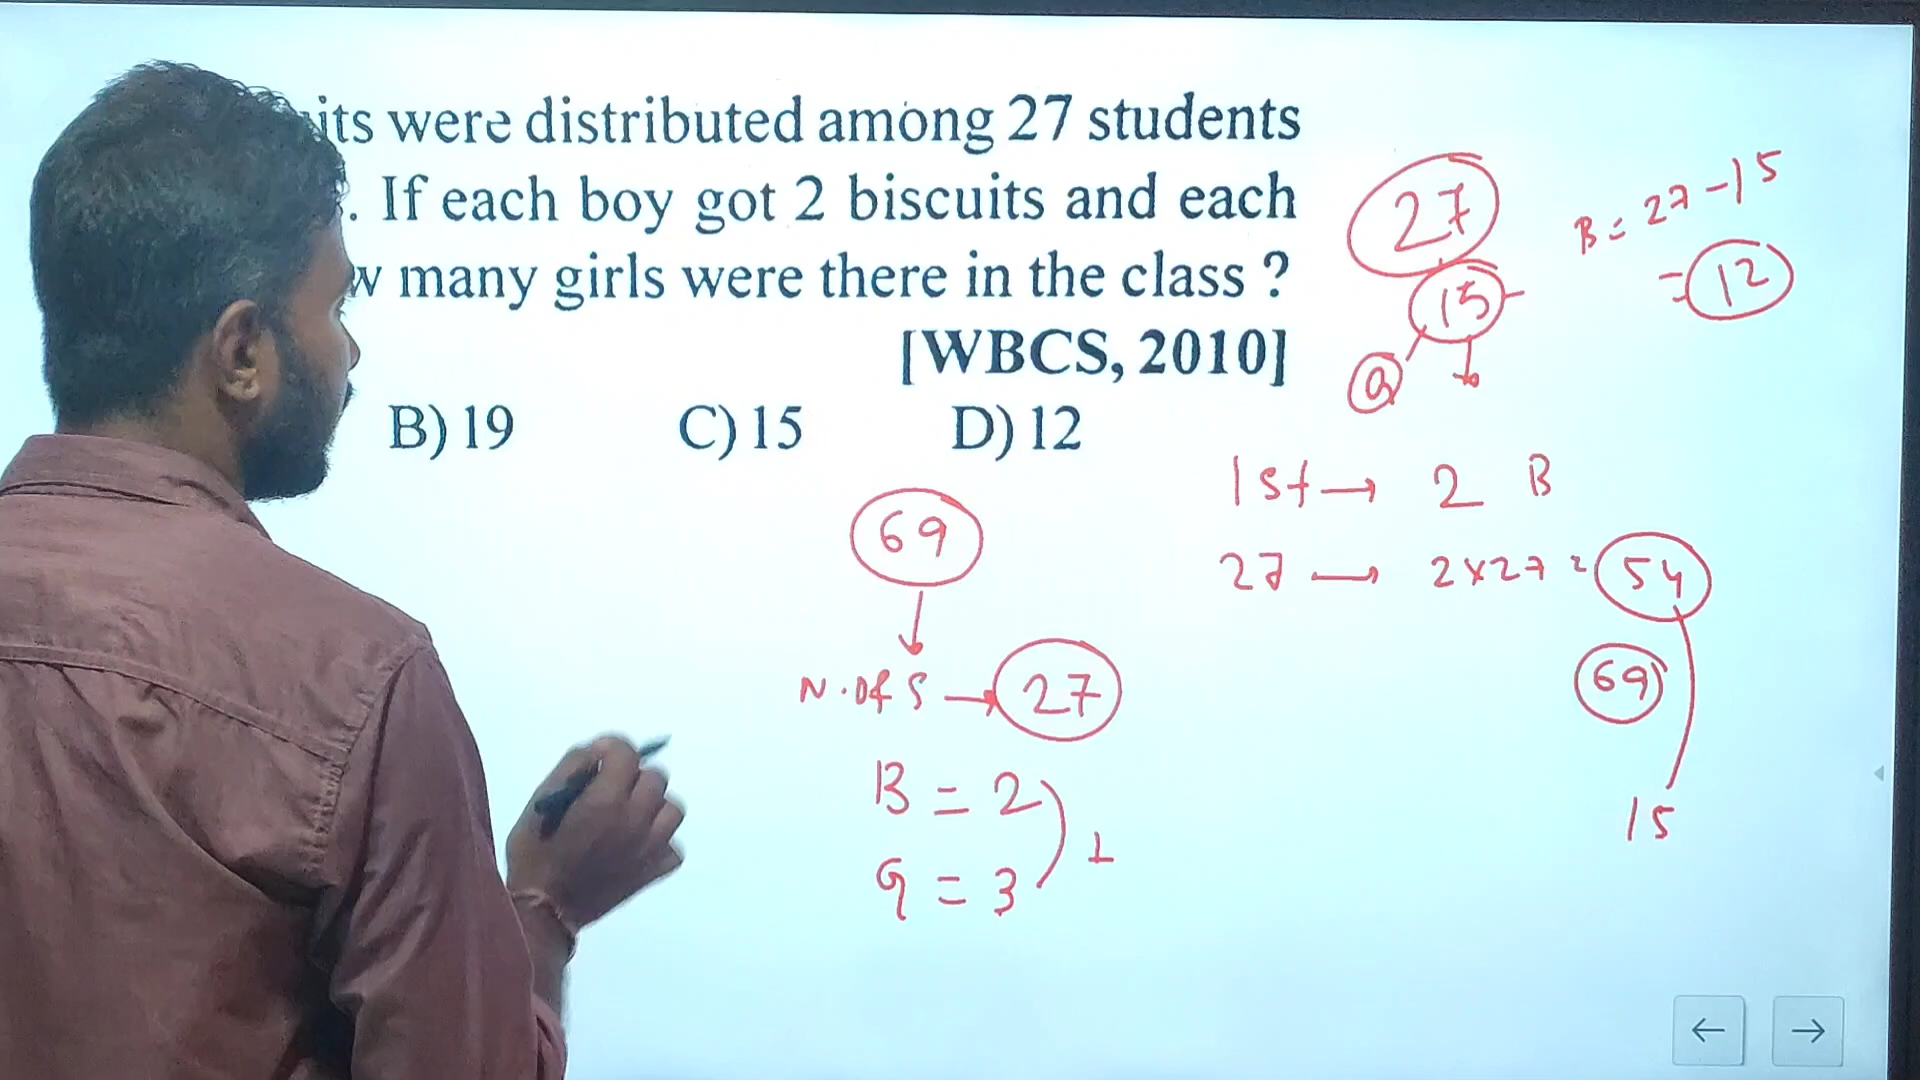 its were distributed among 27 students
. If each boy got 2 biscuits and each
w many girls were there in the class ?
[WBCS, 2010]
B) 19 C) 15 D) 12
27
15
B = 27 - 15
= 12
1st → 2 B
27 → 2x27 = 54
69
15
69
N.of S → 27
B = 2
G = 3
1